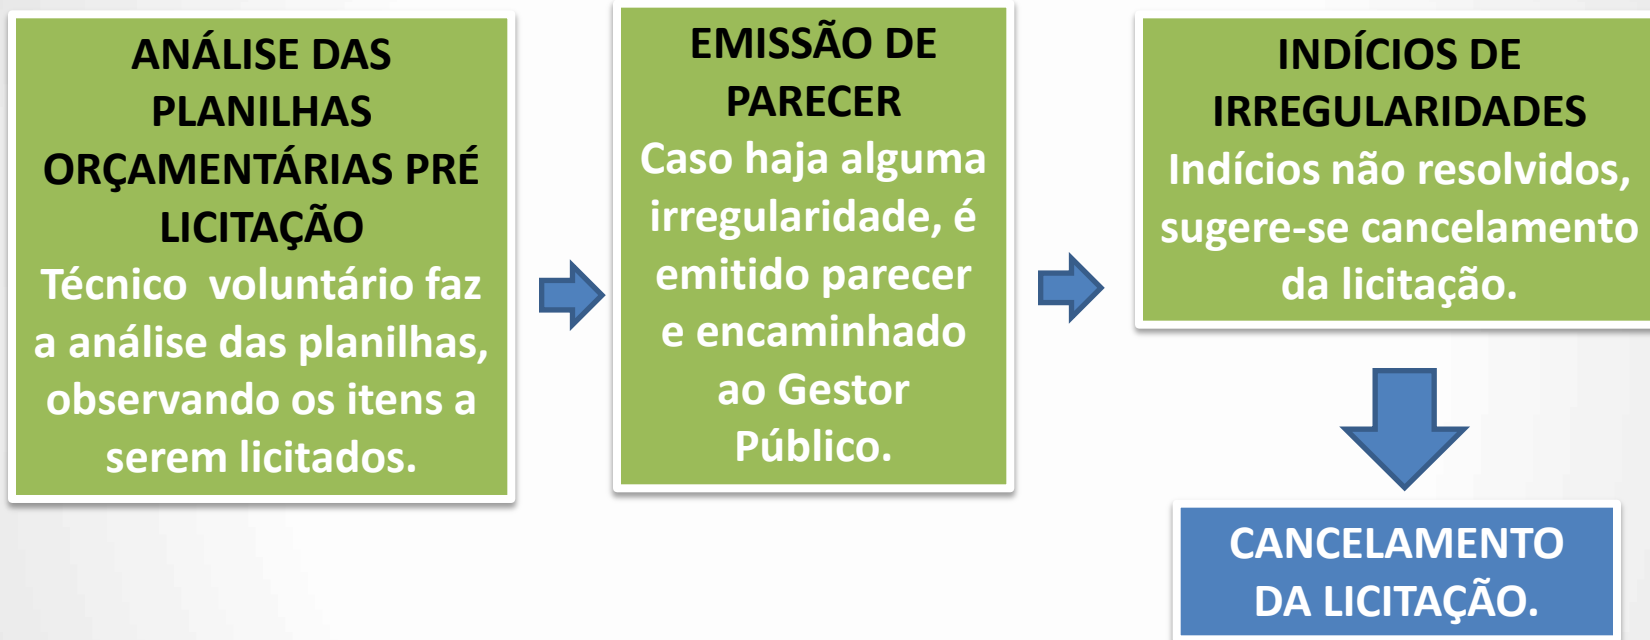 ANÁLISE DAS
PLANILHAS
ORÇAMENTÁRIAS PRÉ
LICITAÇÃO
Técnico voluntário faz
a análise das planilhas,
observando os itens a
serem licitados.
EMISSÃO DE
PARECER
Caso haja alguma
irregularidade, é
emitido parecer
e encaminhado
ao Gestor
Público.
INDÍCIOS DE
IRREGULARIDADES
Indícios não resolvidos,
sugere-se cancelamento
da licitação.
CANCELAMENTO
DA LICITAÇÃO.